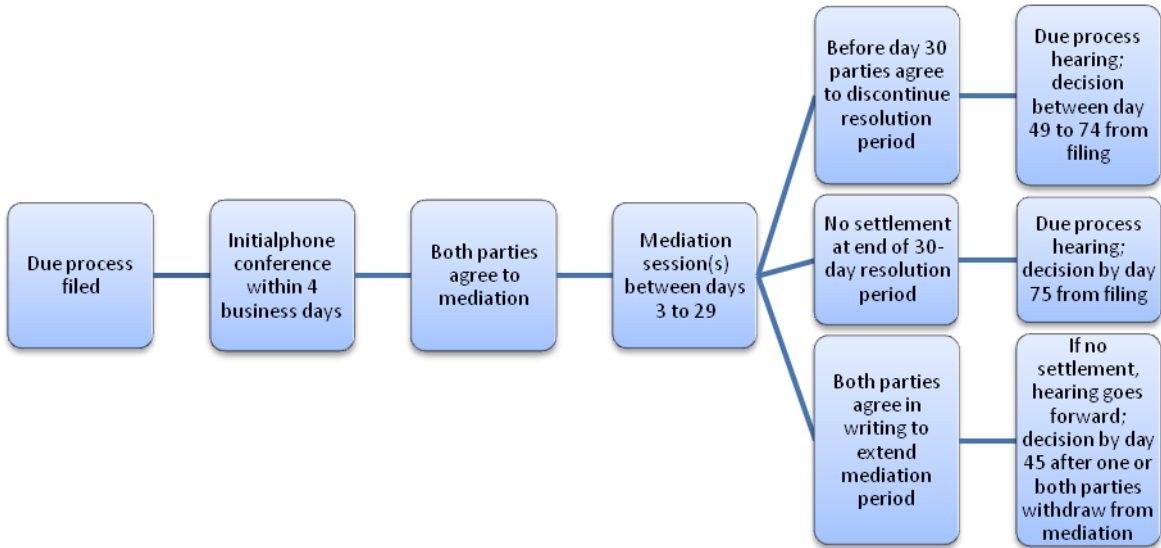 Due process
filed
Initialphone
conference
within 4
business days
Both parties
agree to
mediation
Mediation
session(s)
between days
3 to 29
Before day 30
parties agree
to discontinue
resolution
period
Due process
hearing;
decision
between day
49 to 74 from
filing
No settlement
at end of 30-
day resolution
period
Due process
hearing;
decision by day
75 from filing
Both parties
agree in
writing to
extend
mediation
period
If no
settlement,
hearing goes
forward;
decision by day
45 after one or
both parties
withdraw from
mediation